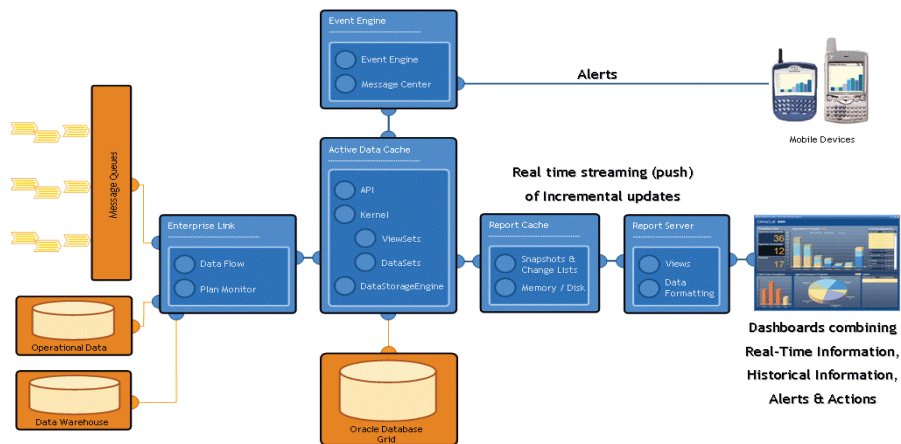 Event Engine
Event Engine
Message Center
Alerts
Mobile Devices
Message Queues
Active Data Cache
API
Kernel
ViewSets
DataSets
DataStorageEngine
Real time streaming (push)
of Incremental updates
Enterprise Link
Data Flow
Plan Monitor
Report Cache
Snapshots &
Change Lists
Memory / Disk
Report Server
Views
Data
Formatting
36
12
17
Operational Data
Data Warehouse
Oracle Database
Grid
Dashboards combining
Real-Time Information,
Historical Information,
Alerts & Actions